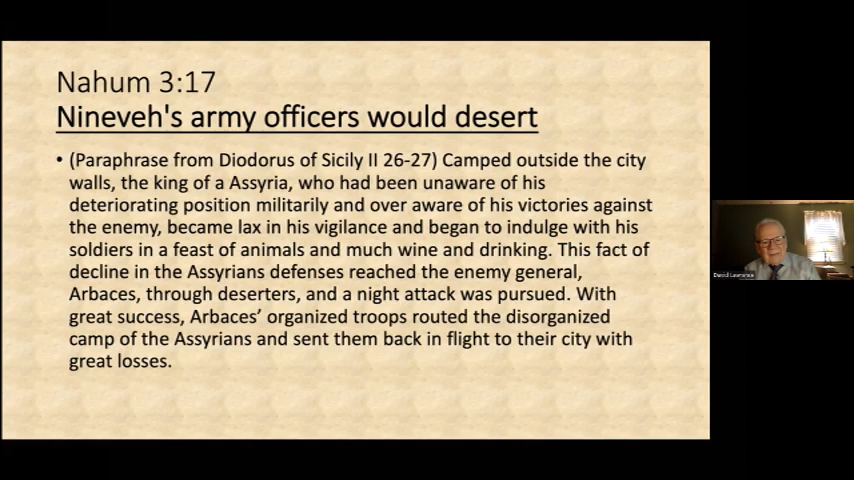 Nahum 3:17
Nineveh's army officers would desert
• (Paraphrase from Diodorus of Sicily II 26-27) Camped outside the city
walls, the king of a Assyria, who had been unaware of his
deteriorating position militarily and over aware of his victories against
the enemy, became lax in his vigilance and began to indulge with his
soldiers in a feast of animals and much wine and drinking. This fact of
decline in the Assyrians defenses reached the enemy general,
Arbaces, through deserters, and a night attack was pursued. With
great success, Arbaces' organized troops routed the disorganized
camp of the Assyrians and sent them back in flight to their city with
great losses.
David Lawrence